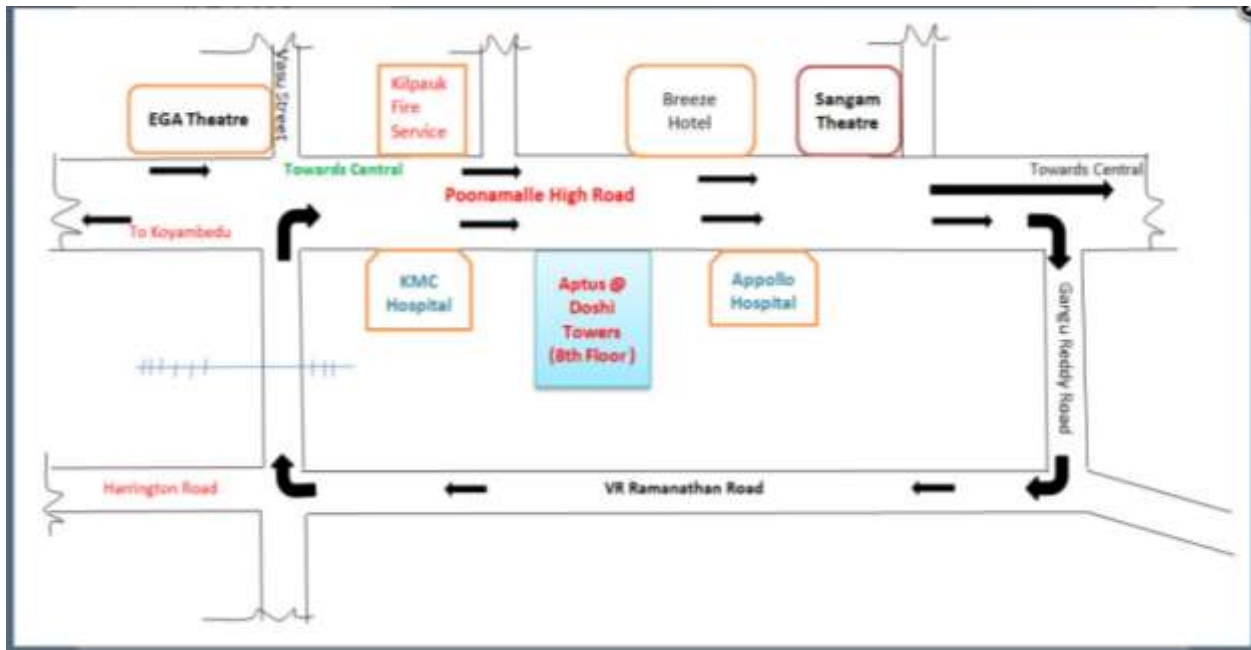 Vasu Street
EGA Theatre
Kilpauk
Fire
Service
Breeze
Hotel
Sangam
Theatre
Towards Central
Towards Central
Poonamalle High Road
To Koyambedu
KMC
Hospital
Aptus @
Doshi
Towers
(8th Floor )
Appollo
Hospital
Gangu Reddy Road
Harrington Road
VR Ramanathan Road